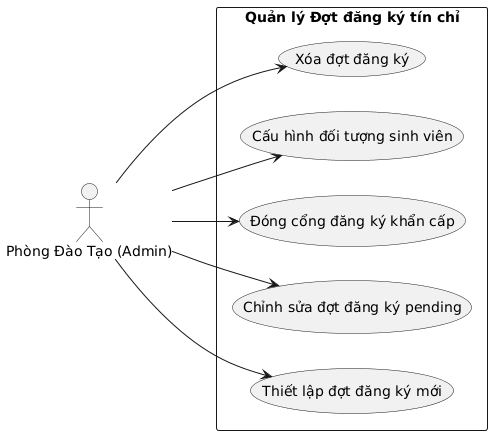 Quản lý Đợt đăng ký tín chỉ
Xóa đợt đăng ký
Cấu hình đối tượng sinh viên
Đóng cổng đăng ký khẩn cấp
Phòng Đào Tạo (Admin)
Chỉnh sửa đợt đăng ký pending
Thiết lập đợt đăng ký mới